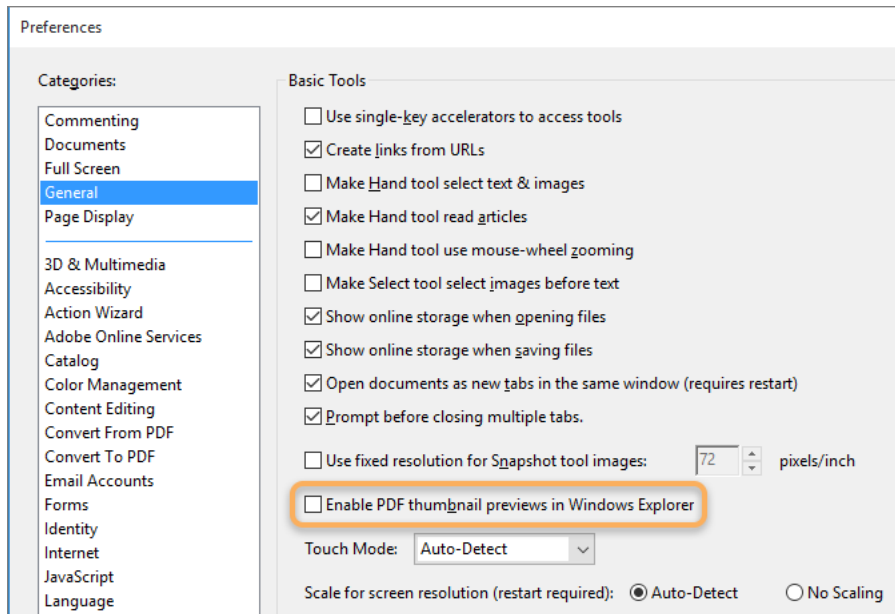 Preferences
Categories:
Commenting
Documents
Full Screen
General
Page Display
3D & Multimedia
Accessibility
Action Wizard
Adobe Online Services
Catalog
Color Management
Content Editing
Convert From PDF
Convert To PDF
Email Accounts
Forms
Identity
Internet
JavaScript
Language
Basic Tools
Use single-key accelerators to access tools
Create links from URLs
Make Hand tool select text & images
Make Hand tool read articles
Make Hand tool use mouse-wheel zooming
Make Select tool select images before text
Show online storage when opening files
Show online storage when saving files
Open documents as new tabs in the same window (requires restart)
Prompt before closing multiple tabs.
Use fixed resolution for Snapshot tool images: 72 pixels/inch
Enable PDF thumbnail previews in Windows Explorer
Touch Mode: Auto-Detect
Scale for screen resolution (restart required): Auto-Detect No Scaling